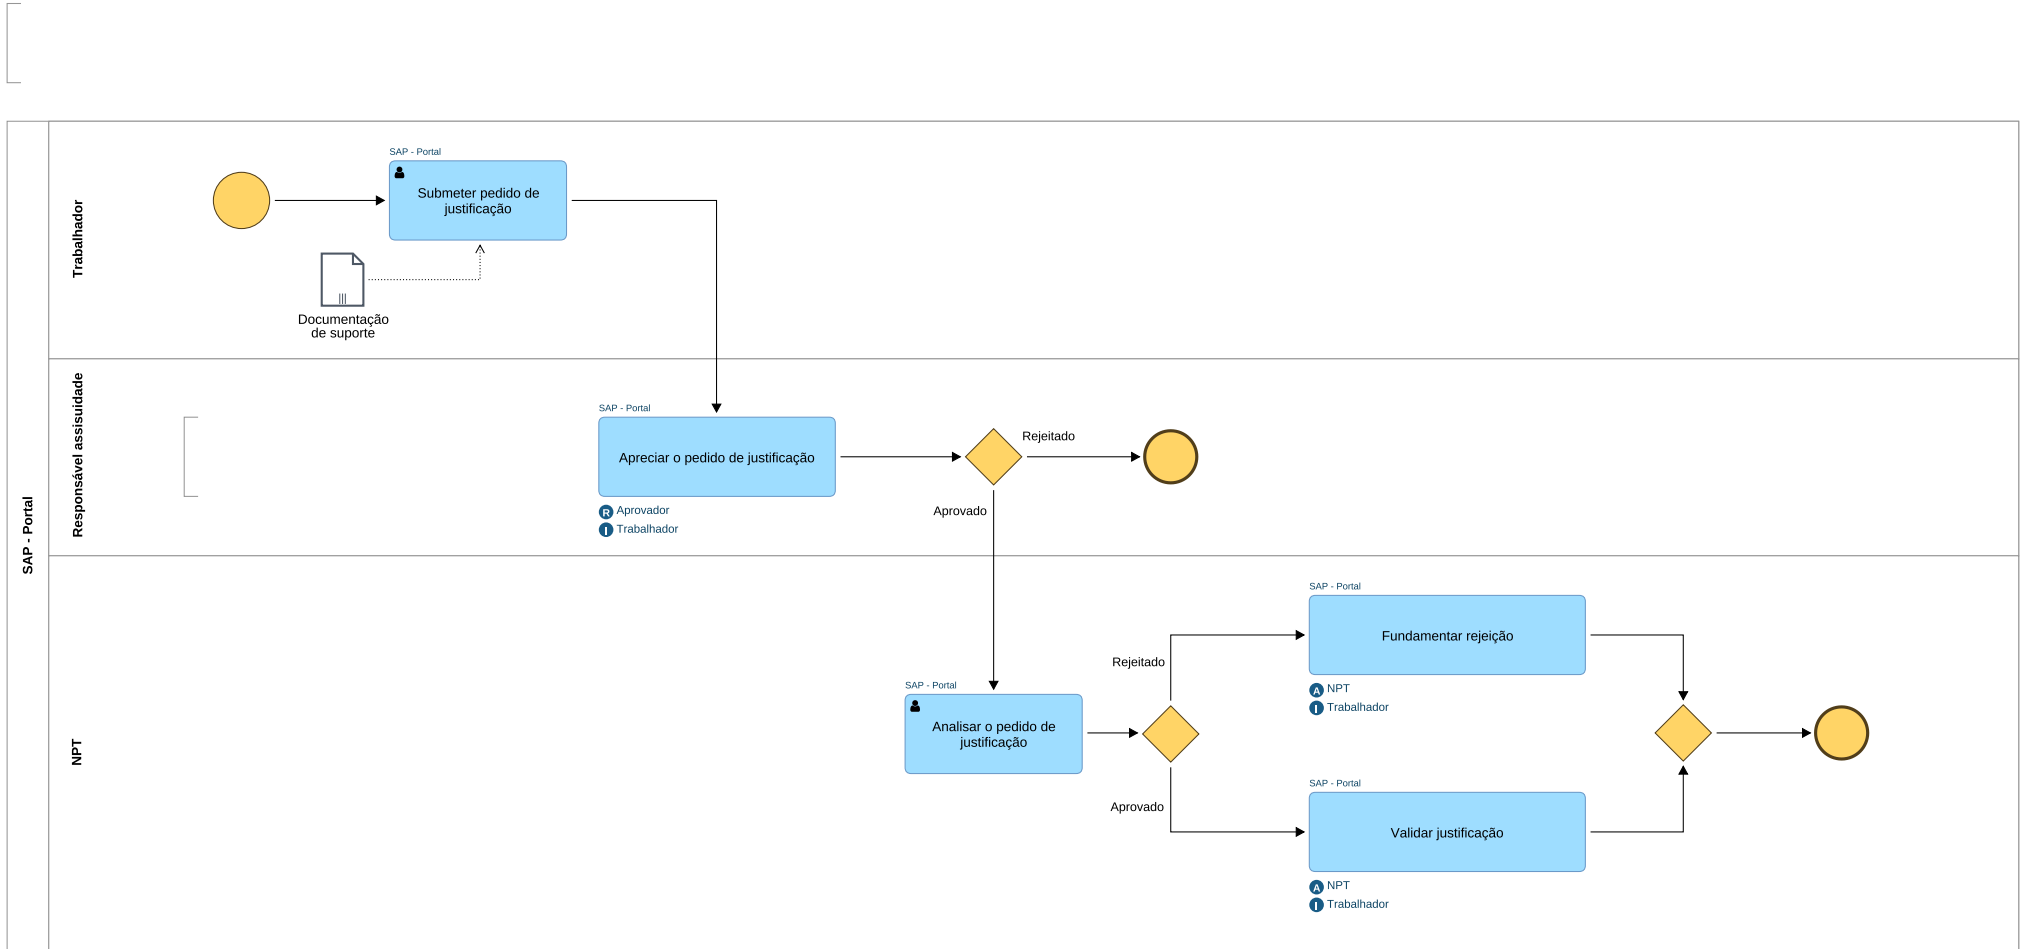 SAP - Portal
Trabalhador
SAP - Portal
Submeter pedido de
justificação
Documentação
de suporte
Responsável assisuidade
SAP - Portal
Apreciar o pedido de justificação
R Aprovador
I Trabalhador
Rejeitado
Aprovado
NPT
SAP - Portal
Analisar o pedido de
justificação
Rejeitado
Aprovado
SAP - Portal
Fundamentar rejeição
A NPT
I Trabalhador
SAP - Portal
Validar justificação
A NPT
I Trabalhador